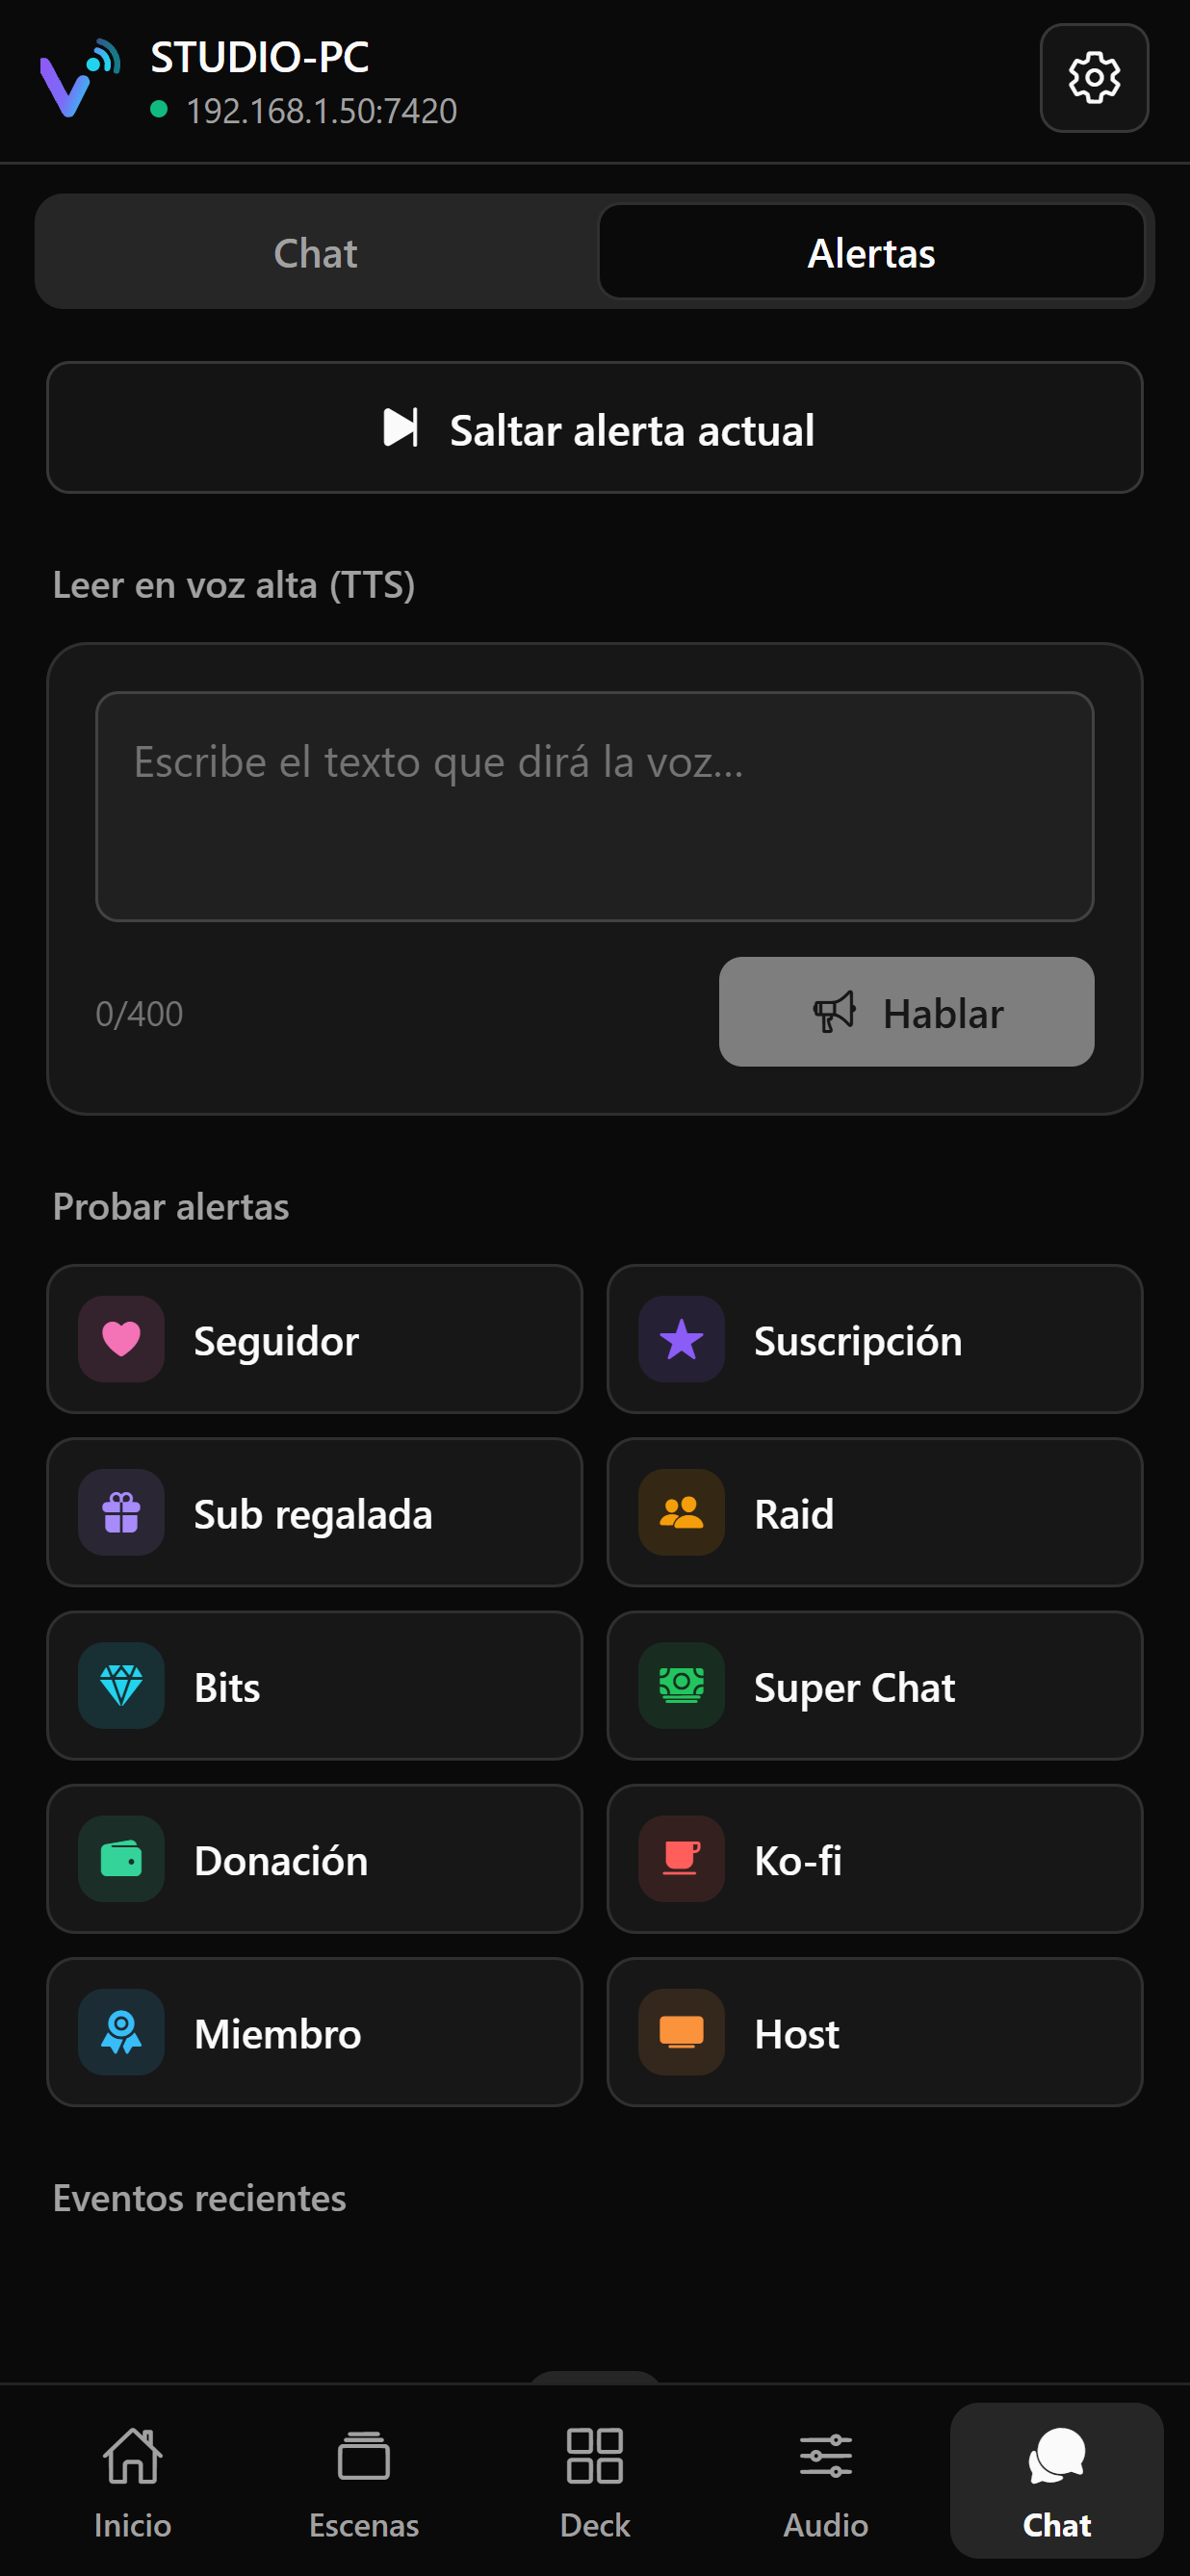 STUDIO-PC
192.168.1.50:7420
Chat
Alertas
Saltar alerta actual
Leer en voz alta (TTS)
Escribe el texto que dirá la voz...
0/400
Hablar
Probar alertas
Seguidor
Suscripción
Sub regalada
Raid
Bits
Super Chat
Donación
Ko-fi
Miembro
Host
Eventos recientes
Inicio
Escenas
Deck
Audio
Chat